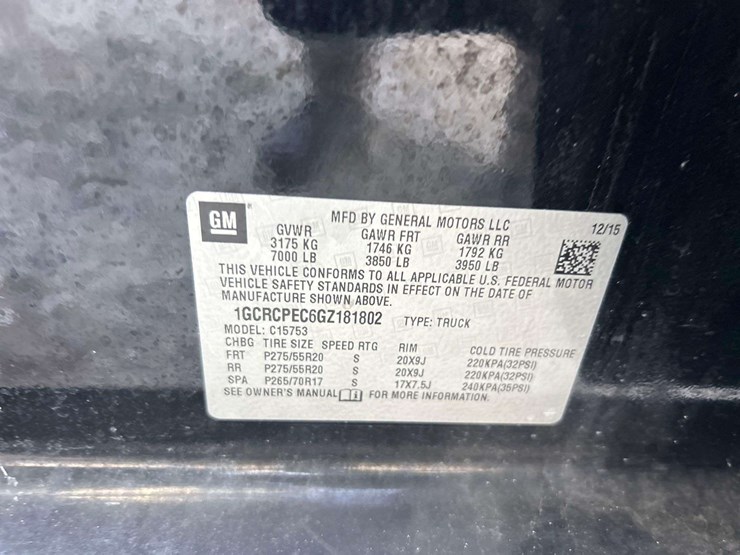 GM
MFD BY GENERAL MOTORS LLC 12/15
GVWR GAWR FRT GAWR RR
3175 KG 1746 KG 1792 KG
7000 LB 3850 LB 3950 LB
THIS VEHICLE CONFORMS TO ALL APPLICABLE U.S. FEDERAL MOTOR
VEHICLE SAFETY STANDARDS IN EFFECT ON THE DATE OF
MANUFACTURE SHOWN ABOVE.
1GCRCPEC6GZ181802 TYPE: TRUCK
MODEL: C15753
CHBG TIRE SIZE SPEED RTG RIM COLD TIRE PRESSURE
FRT P275/55R20 S 20X9J 220KPA(32PSI)
RR P275/55R20 S 20X9J 220KPA(32PSI)
SPA P265/70R17 S 17X7.5J 240KPA(35PSI)
SEE OWNER'S MANUAL FOR MORE INFORMATION.